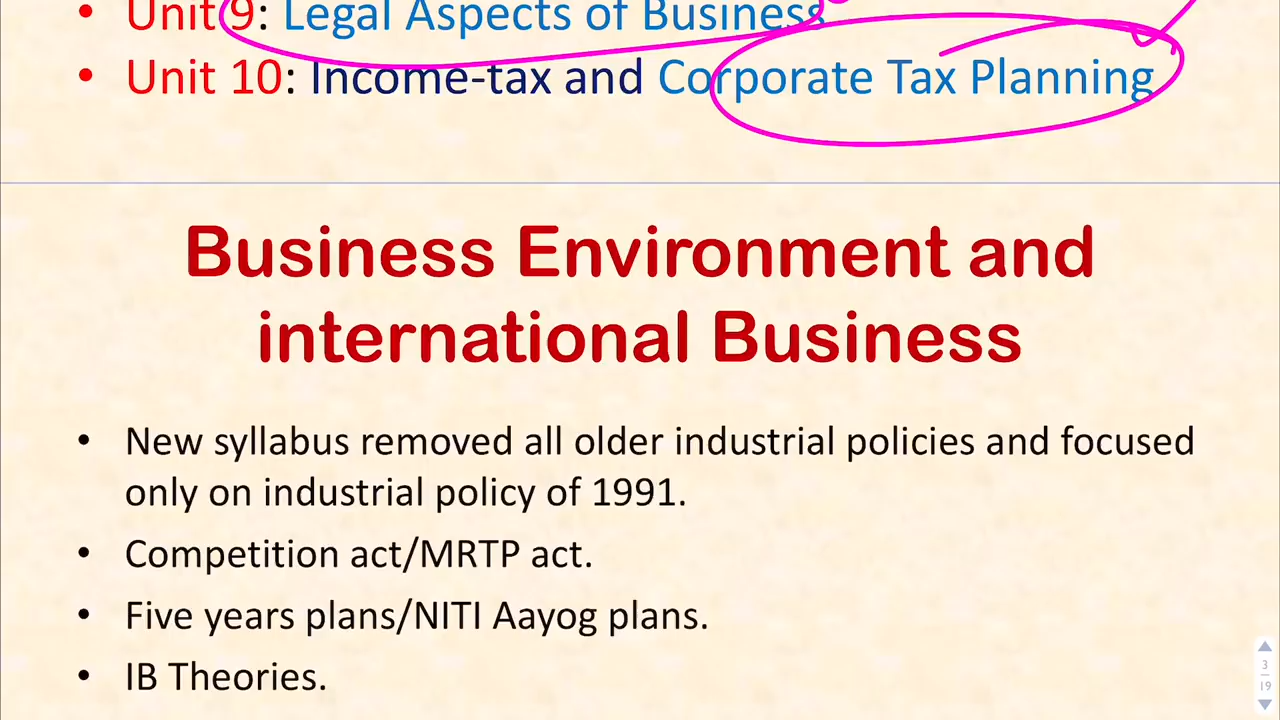 • Unit 9: Legal Aspects of Business
• Unit 10: Income-tax and Corporate Tax Planning
Business Environment and
international Business
• New syllabus removed all older industrial policies and focused
only on industrial policy of 1991.
• Competition act/MRTP act.
• Five years plans/NITI Aayog plans.
• IB Theories.
3
19